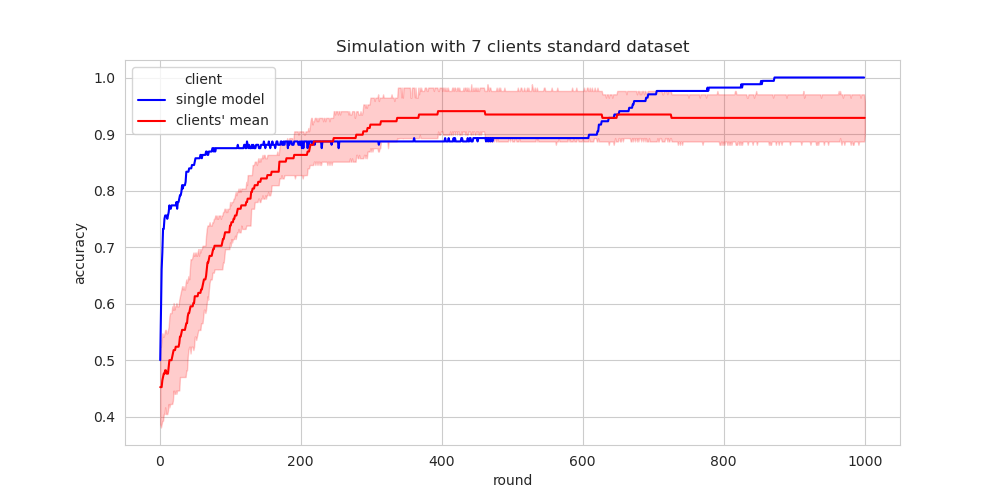 Simulation with 7 clients standard dataset
client
single model
clients' mean
1.0
0.9
0.8
0.7
0.6
0.5
0.4
accuracy
0 200 400 600 800 1000
round